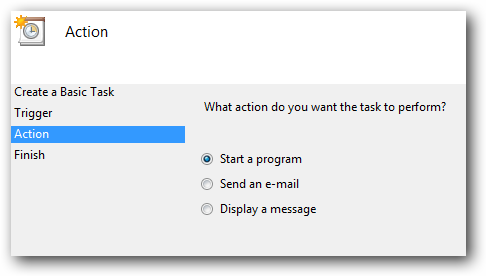 Action
Create a Basic Task
Trigger
Action
Finish
What action do you want the task to perform?
Start a program
Send an e-mail
Display a message